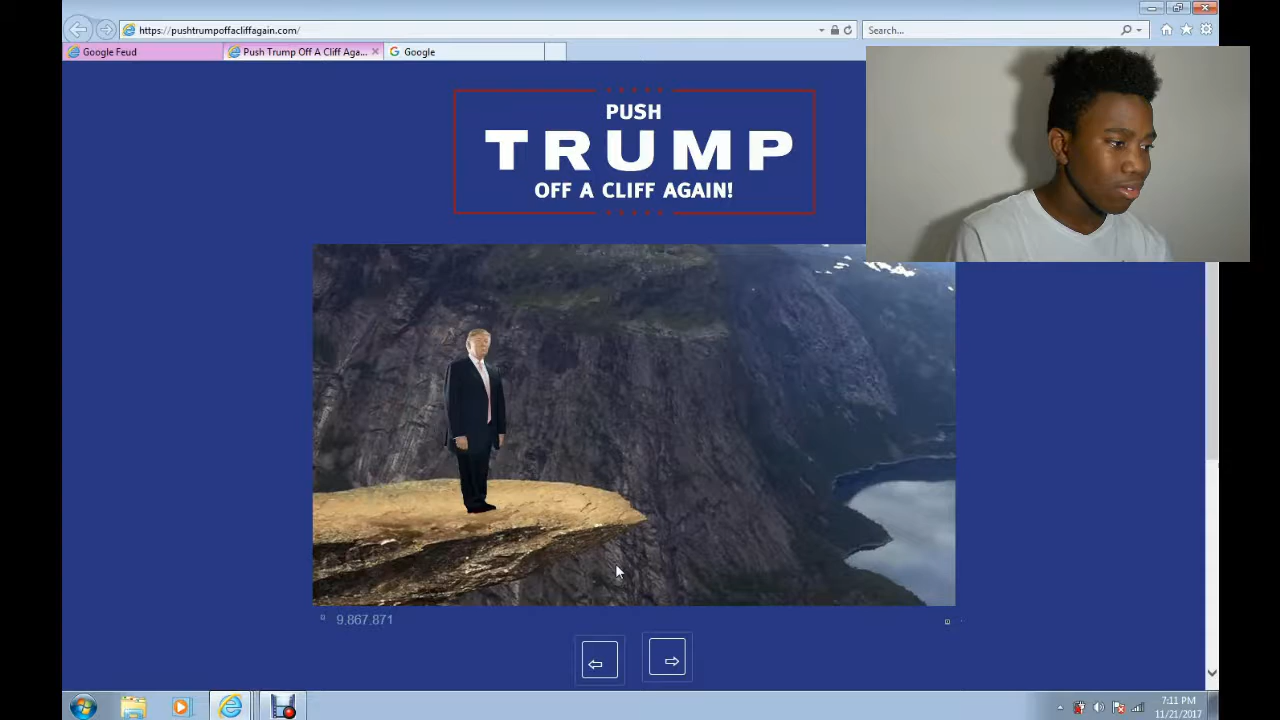 https://pushtrumpoffacliffagain.com/
Search...
Google Feud
Push Trump Off A Cliff Aga...
Google
PUSH
TRUMP
OFF A CLIFF AGAIN!
9,867,871
7:11 PM
11/21/2017